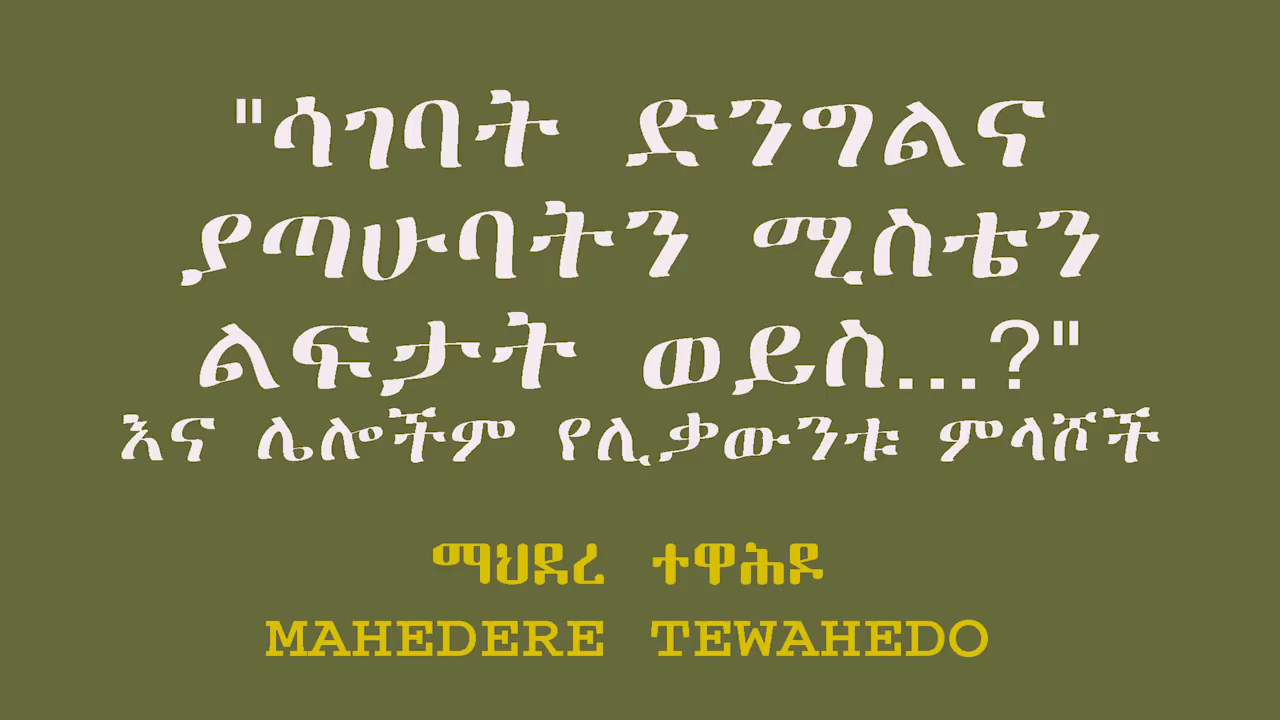 "ሳገባት ድንግልና
ያጣሁባትን ሚስቴን
ልፍታት ወይስ...?"
እና ሌሎችም የሊቃውንቱ ምላሾች
ማህደረ ተዋሕዶ
MAHEDERE TEWAHEDO